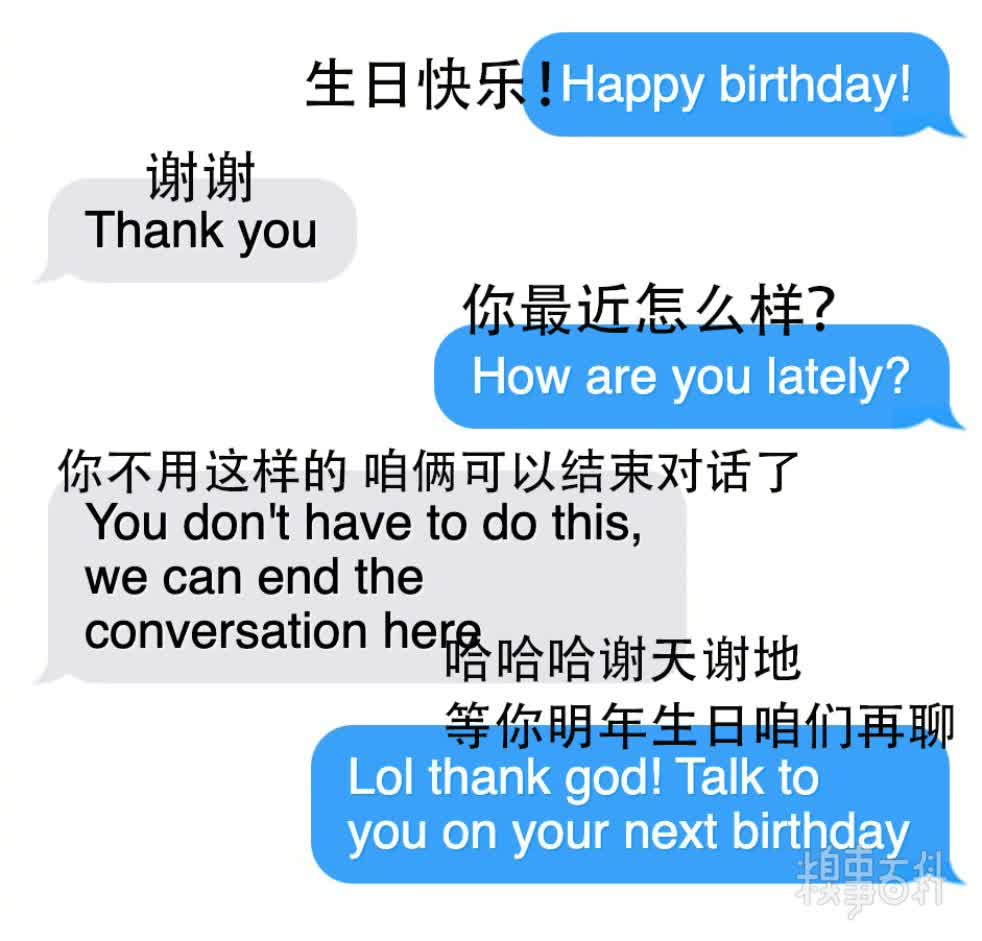 生日快乐！
Happy birthday!
谢谢
Thank you
你最近怎么样?
How are you lately?
你不用这样的 咱俩可以结束对话了
You don't have to do this,
we can end the
conversation here
哈哈哈谢天谢地
等你明年生日咱们再聊
Lol thank god! Talk to
you on your next birthday
糗事百科